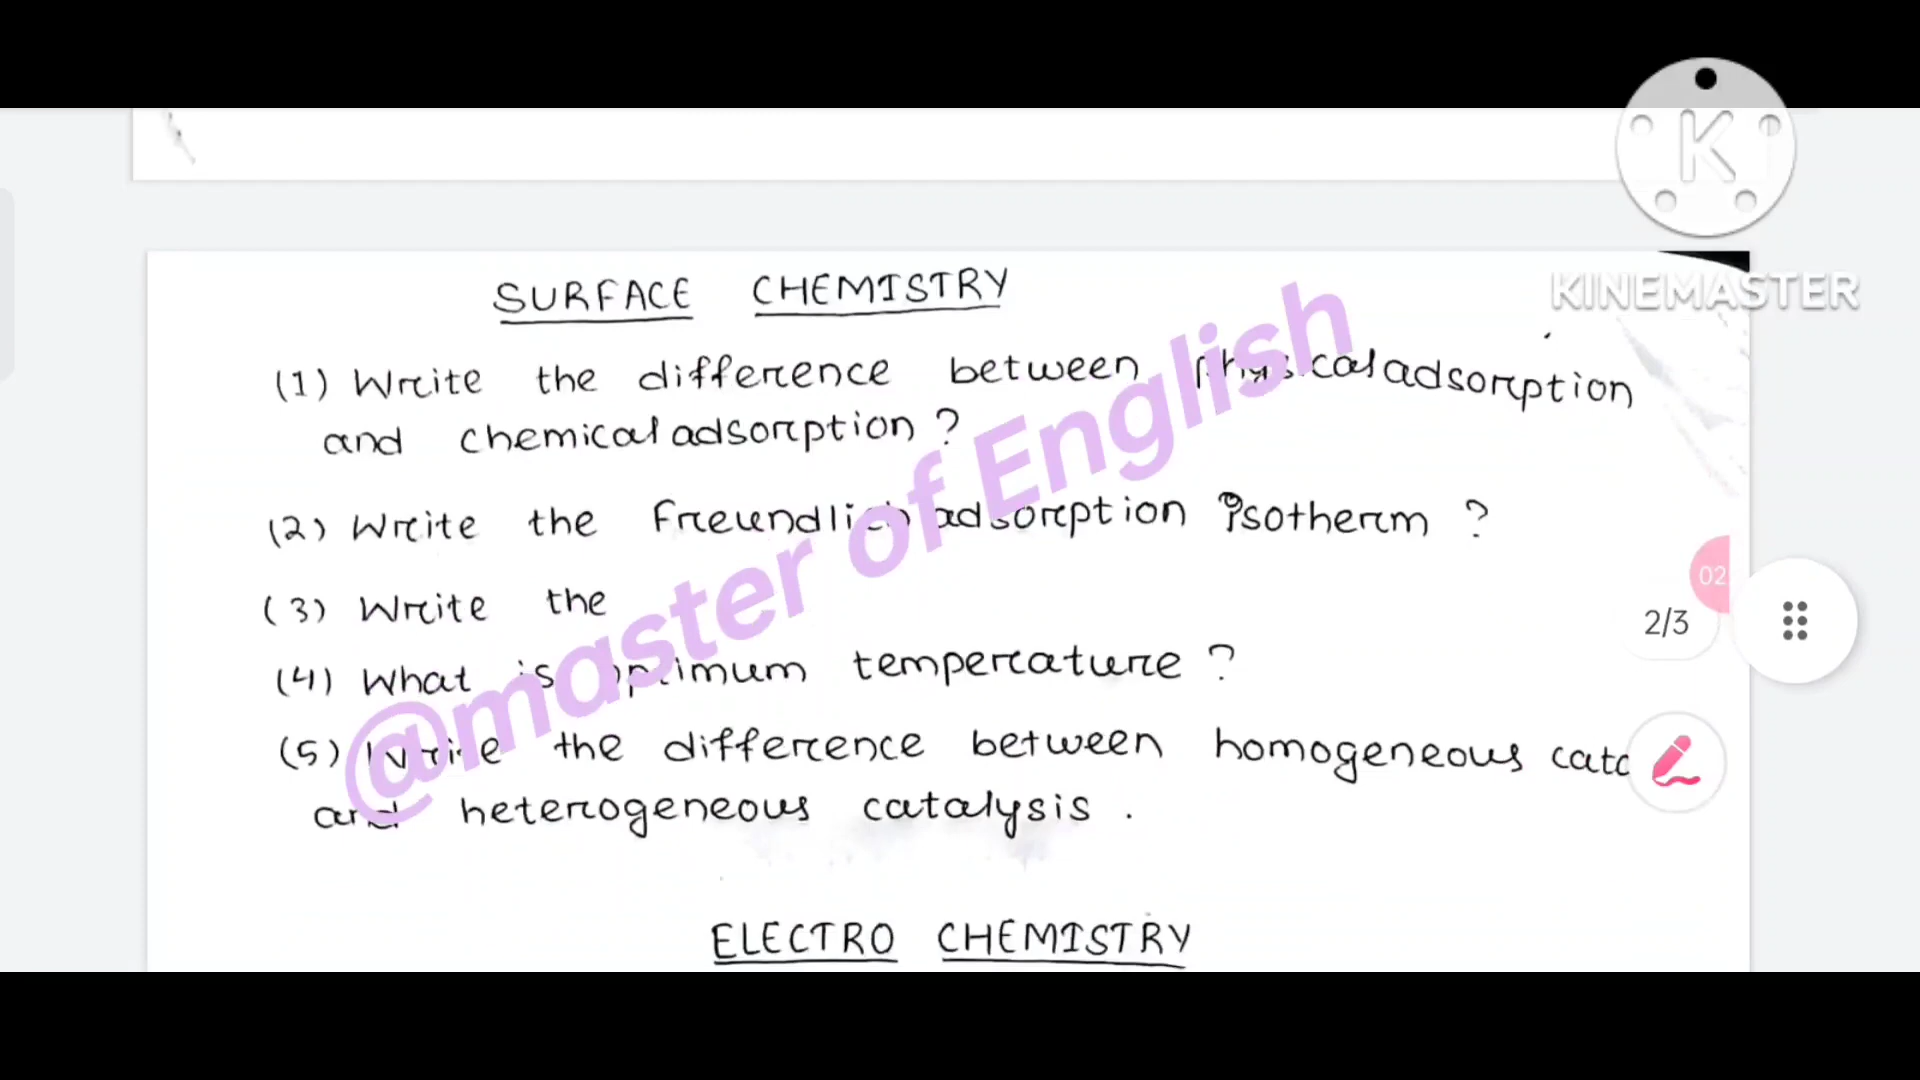 K
KINEMASTER
SURFACE CHEMISTRY
(1) Write the difference between physical adsorption
and chemical adsorption ?
(2) Write the Freundlich adsorption isotherm ?
(3) Write the
(4) What is optimum temperature ?
(5) Write the difference between homogeneous cata
and heterogeneous catalysis .
ELECTRO CHEMISTRY
@master of English
02
2/3